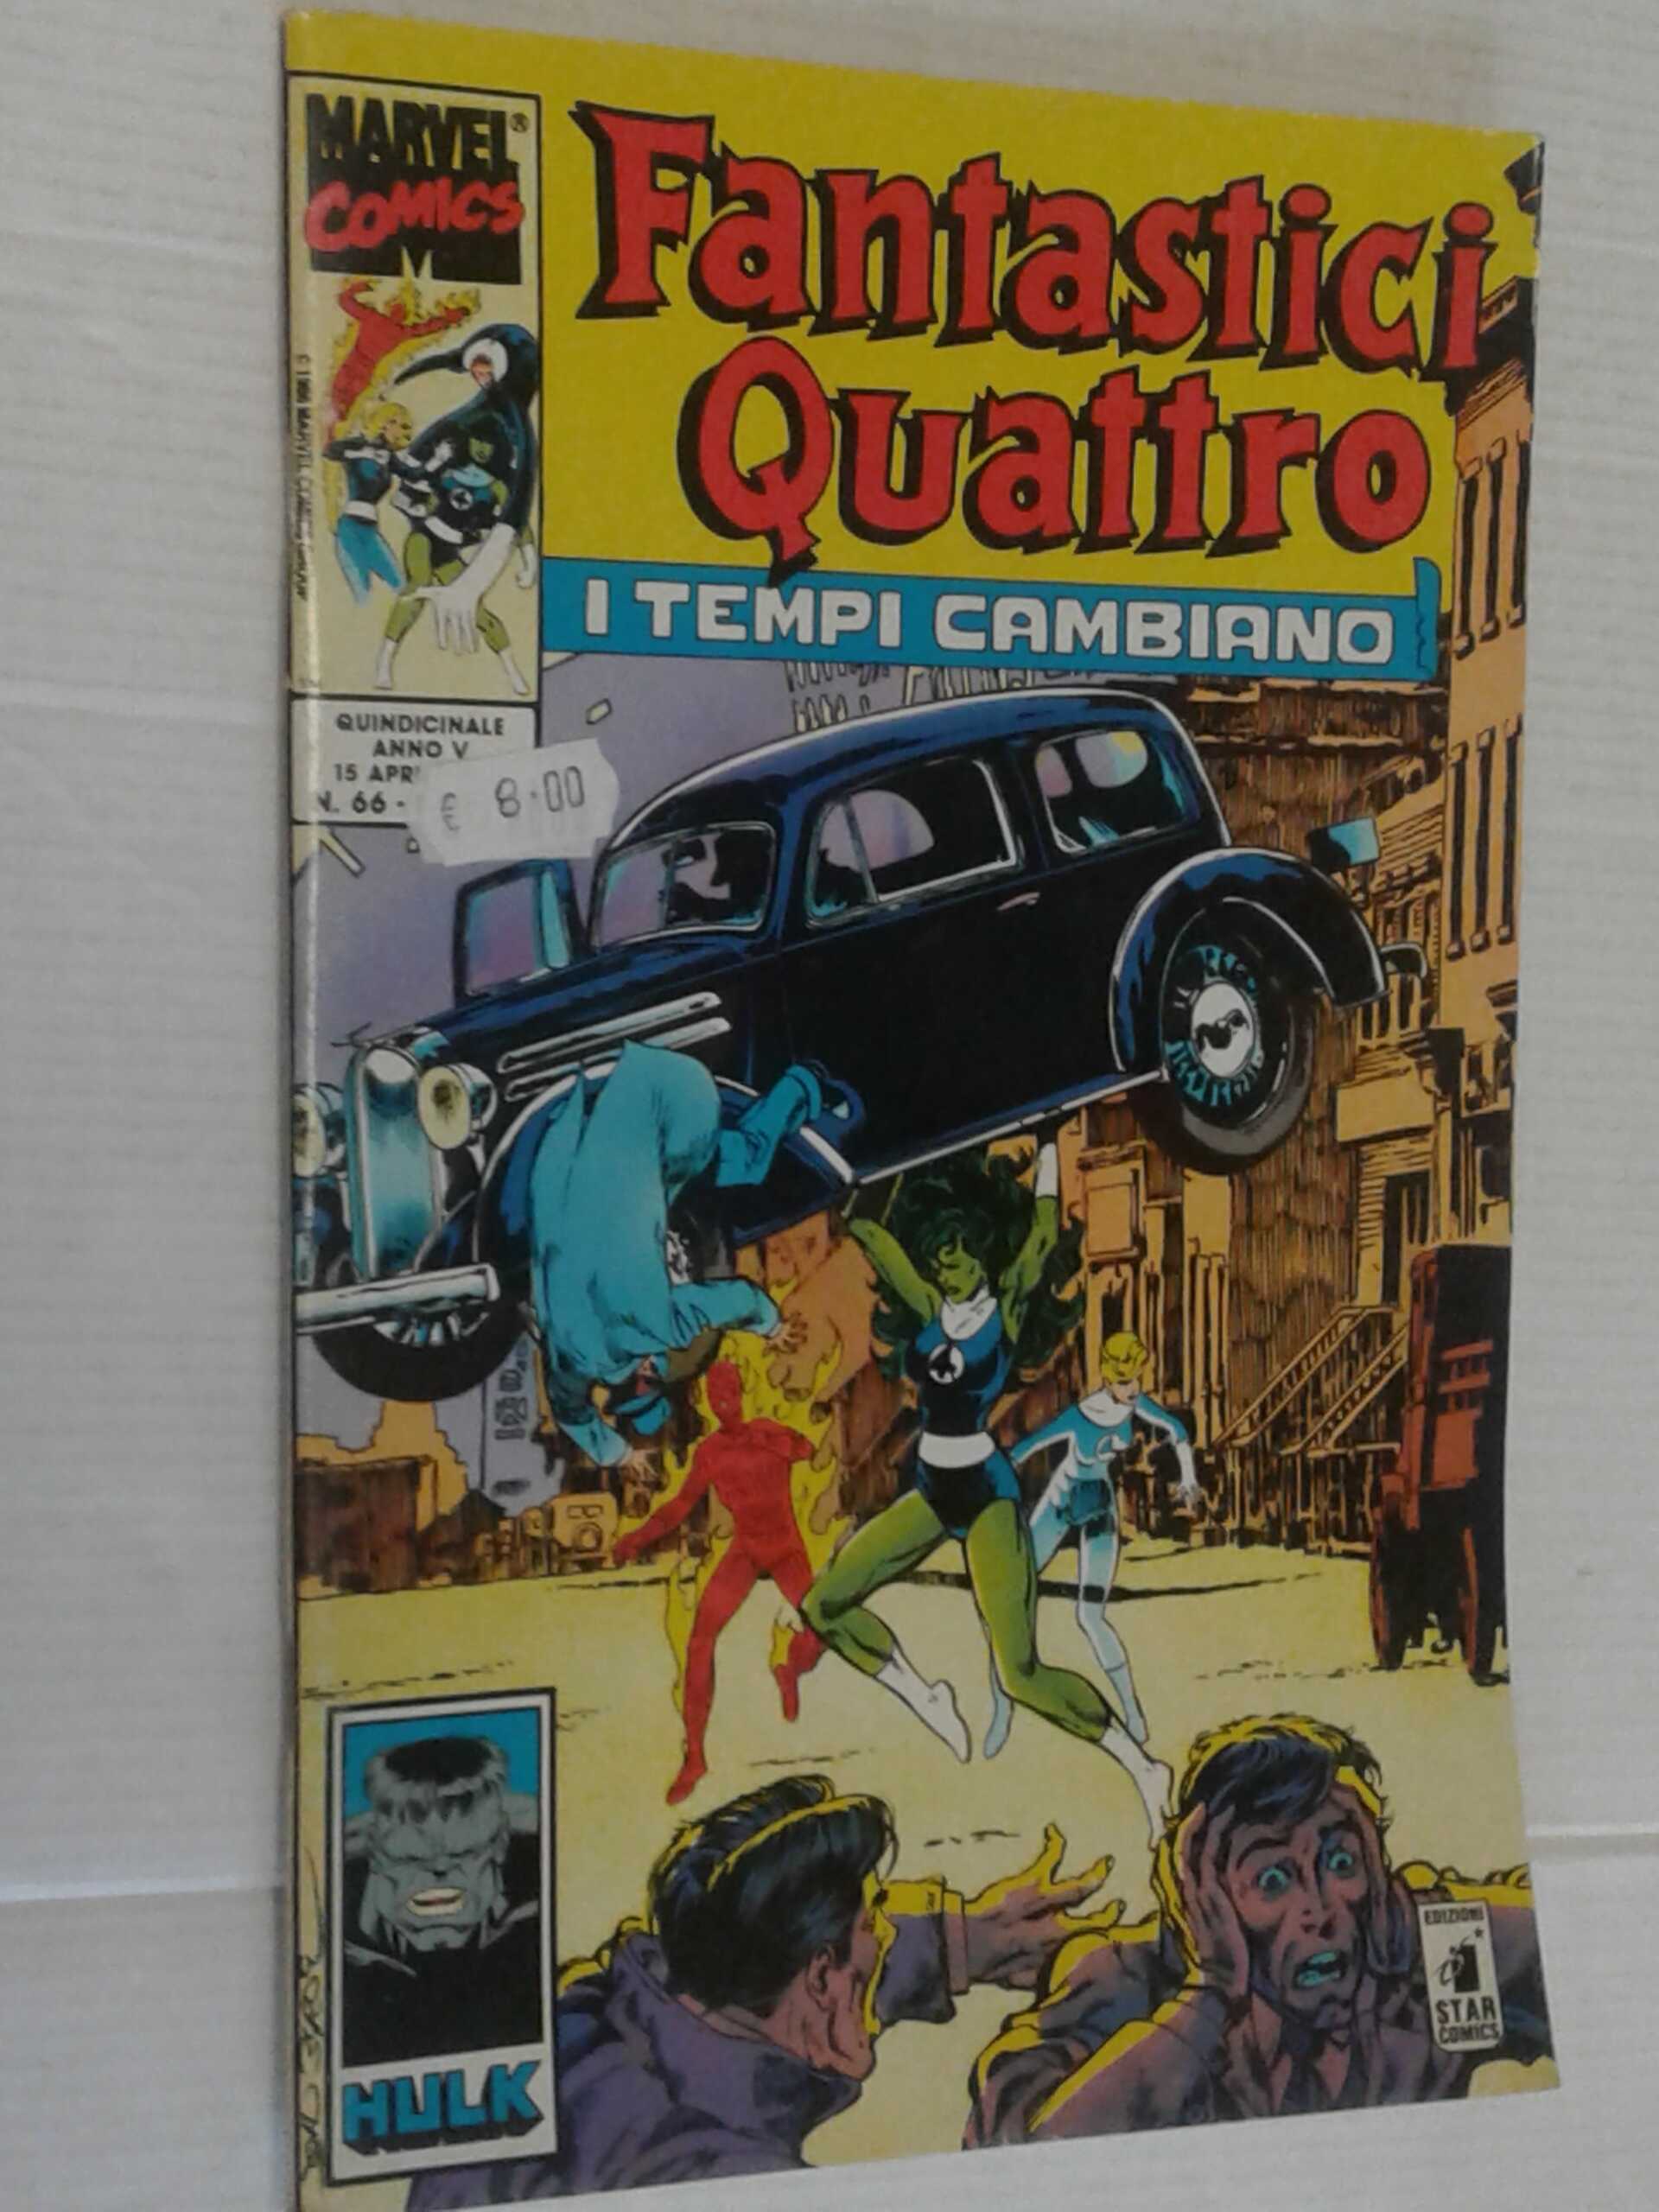 MARVEL®
COMICS
Fantastici
Quattro
I TEMPI CAMBIANO
QUINDICINALE
ANNO V
15 APR
N. 66 -
€ 8.00
HULK
EDIZIONI
STAR
COMICS